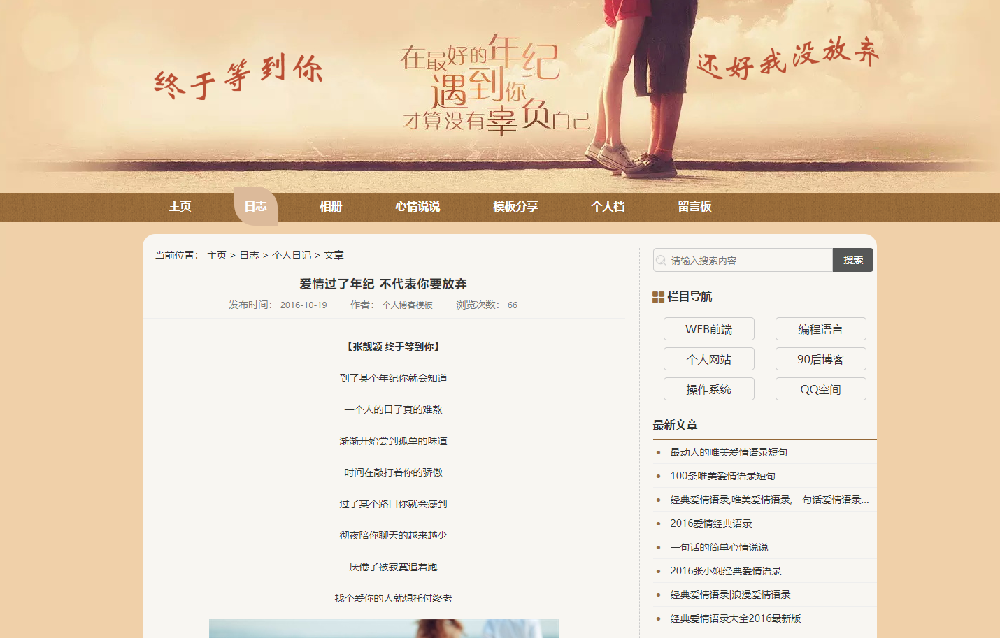 终于等到你
在最好的年纪
遇到你
才算没有辜负自己
还好我没放弃
主页 日志 相册 心情说说 模板分享 个人档 留言板
当前位置： 主页 > 日志 > 个人日记 > 文章
爱情过了年纪 不代表你要放弃
发布时间： 2016-10-19 作者： 个人博客模板 浏览次数： 66
【张靓颖 终于等到你】
到了某个年纪你就会知道
一个人的日子真的难熬
渐渐开始尝到孤单的味道
时间在敲打着你的骄傲
过了某个路口你就会感到
彻夜陪你聊天的越来越少
厌倦了被寂寞追着跑
找个爱你的人就想托付终老
请输入搜索内容 搜索
栏目导航
WEB前端 编程语言
个人网站 90后博客
操作系统 QQ空间
最新文章
最动人的唯美爱情语录短句
100条唯美爱情语录短句
经典爱情语录,唯美爱情语录,一句话爱情语录...
2016爱情经典语录
一句话的简单心情说说
2016张小娴经典爱情语录
经典爱情语录|浪漫爱情语录
经典爱情语录大全2016最新版